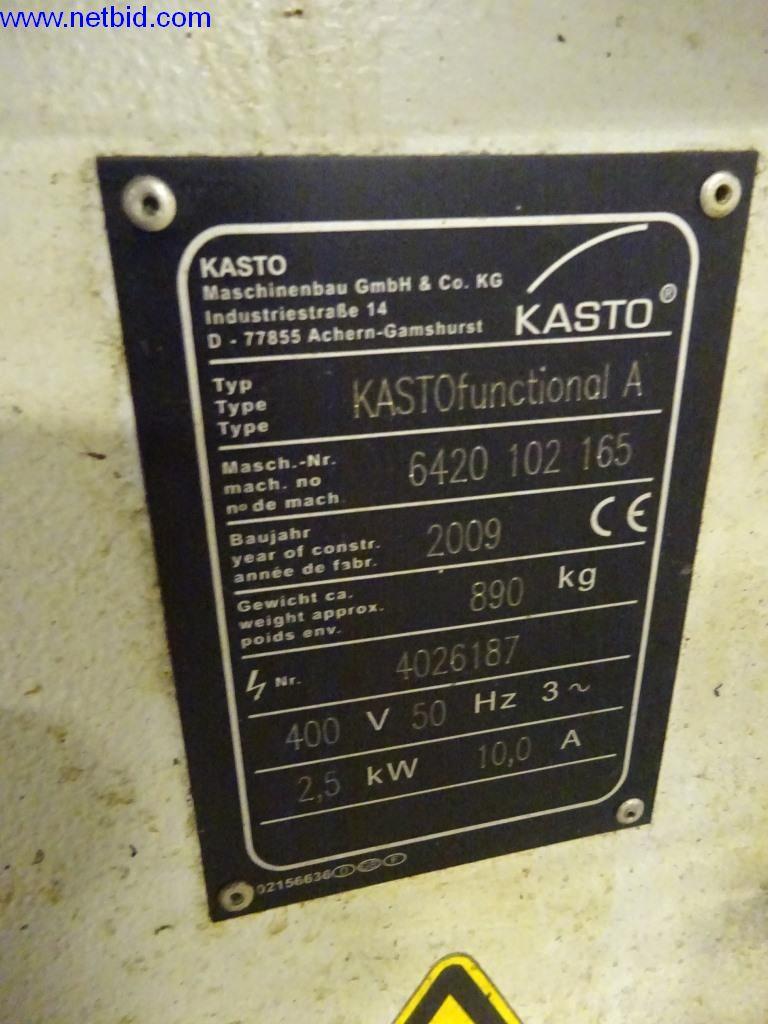 www.netbid.com
KASTO
Maschinenbau GmbH & Co. KG
Industriestraße 14
D - 77855 Achern-Gamshurst
KASTO®
Typ
Type
Type
KASTOfunctional A
Masch.-Nr.
mach. no
nº de mach.
6420 102 165
Baujahr
year of constr.
année de fabr.
2009
CE
Gewicht ca.
weight approx.
poids env.
890 kg
Nr. 4026187
400 V 50 Hz 3~
2,5 kW 10,0 A
02156636 D F